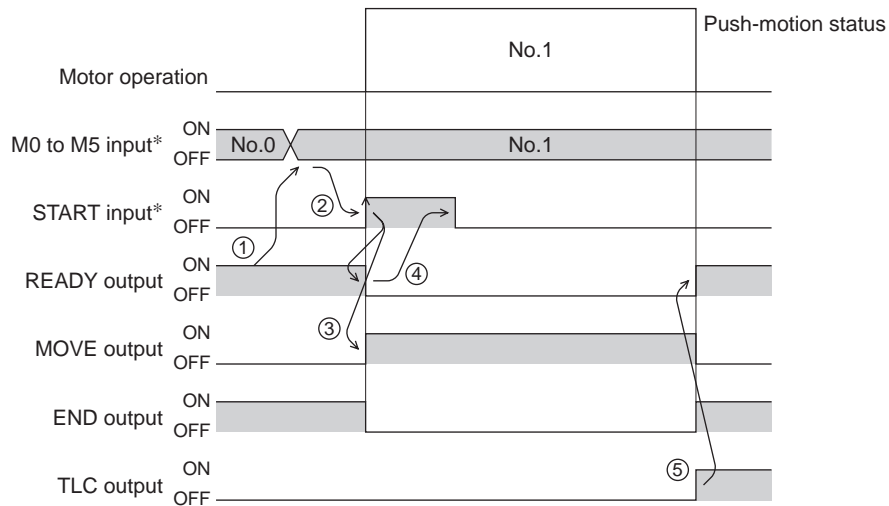 Push-motion status
No.1
Motor operation
M0 to M5 input*
ON
OFF
No.0
No.1
START input*
ON
OFF
②
①
READY output
ON
OFF
④
③
MOVE output
ON
OFF
END output
ON
OFF
TLC output
ON
OFF
⑤